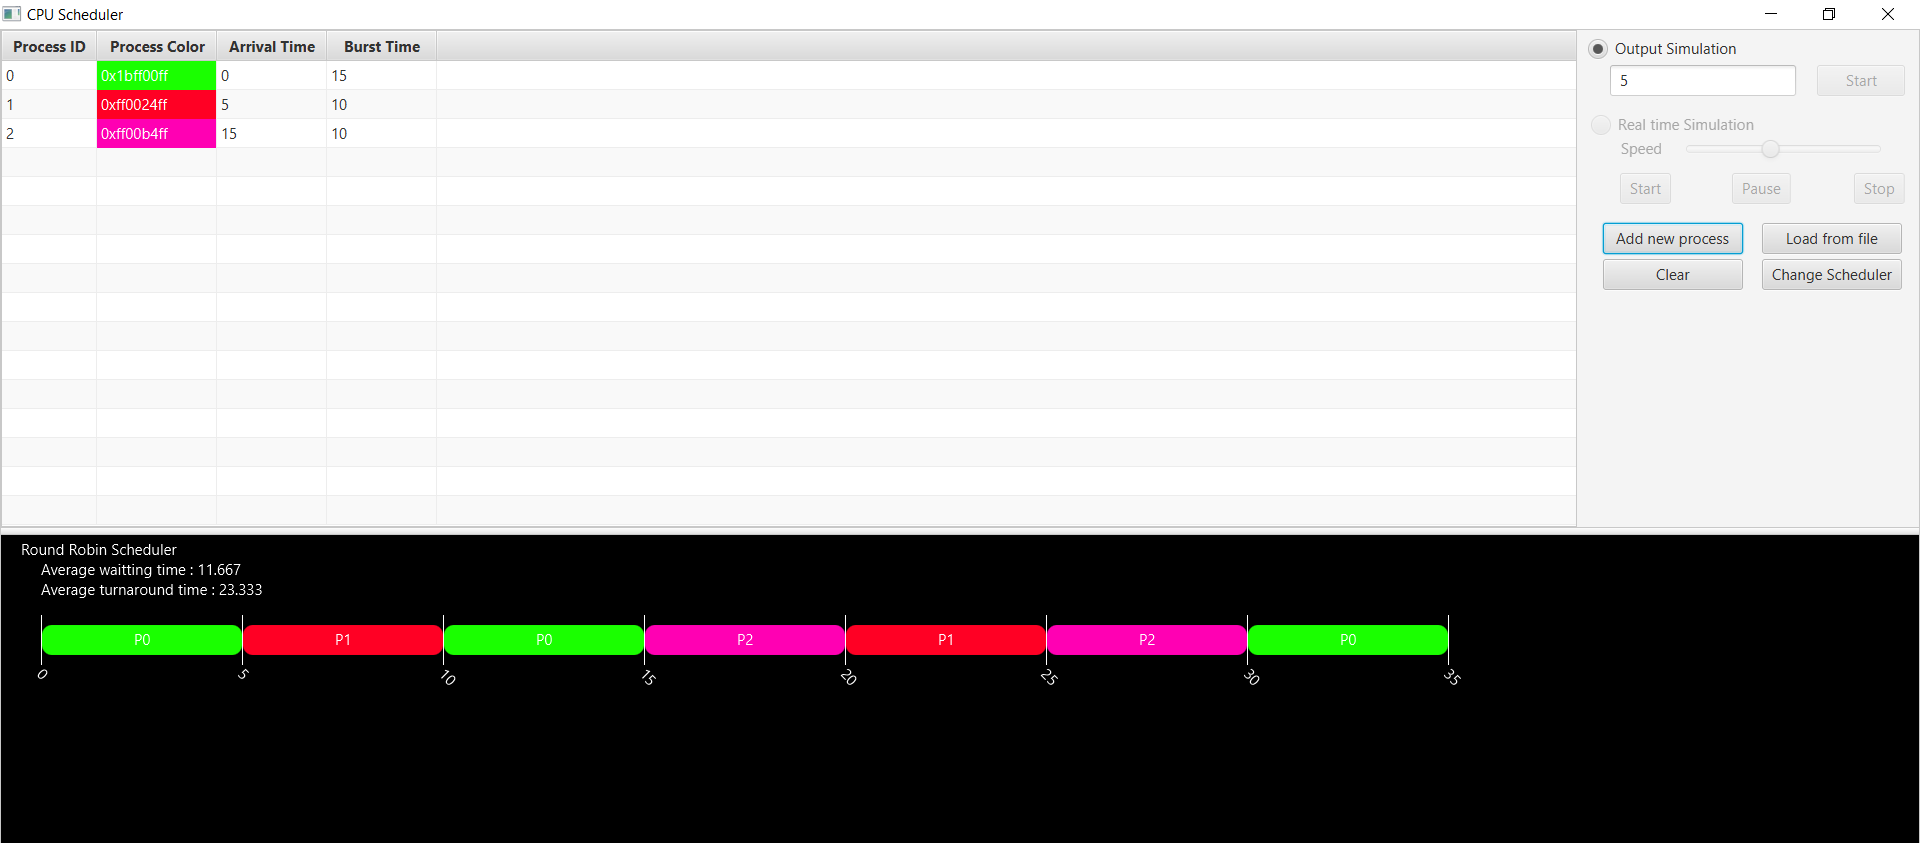 CPU Scheduler
Process ID Process Color Arrival Time Burst Time
0 0x1bff00ff 0 15
1 0xff0024ff 5 10
2 0xff00b4ff 15 10
Output Simulation
5 Start
Real time Simulation
Speed
Start Pause Stop
Add new process Load from file
Clear Change Scheduler
Round Robin Scheduler
Average waitting time : 11.667
Average turnaround time : 23.333
P0 P1 P0 P2 P1 P2 P0
0 5 10 15 20 25 30 35